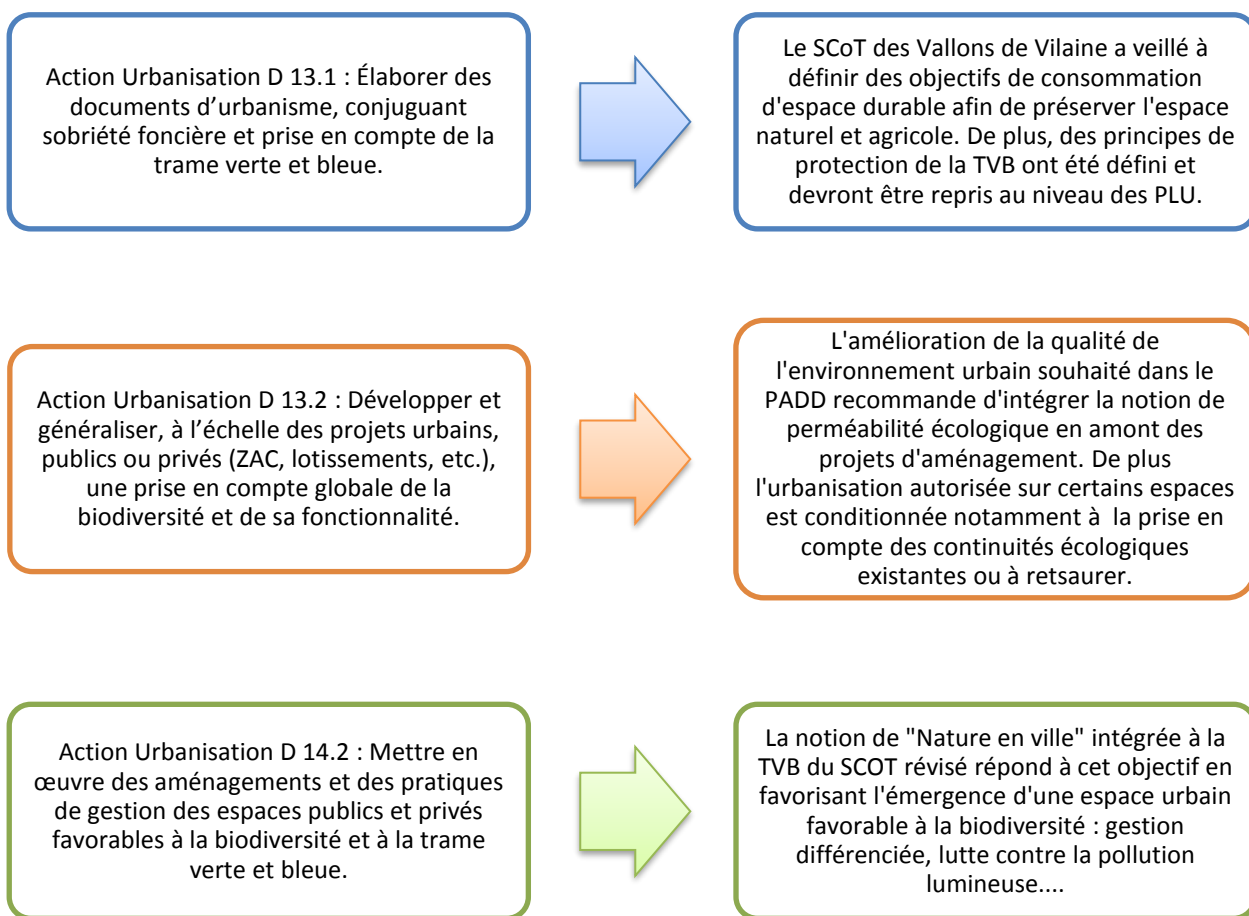 Action Urbanisation D 13.1 : Élaborer des
documents d’urbanisme, conjuguant
sobriété foncière et prise en compte de la
trame verte et bleue.
Le SCoT des Vallons de Vilaine a veillé à
définir des objectifs de consommation
d'espace durable afin de préserver l'espace
naturel et agricole. De plus, des principes de
protection de la TVB ont été défini et
devront être repris au niveau des PLU.
Action Urbanisation D 13.2 : Développer et
généraliser, à l’échelle des projets urbains,
publics ou privés (ZAC, lotissements, etc.),
une prise en compte globale de la
biodiversité et de sa fonctionnalité.
L'amélioration de la qualité de
l'environnement urbain souhaité dans le
PADD recommande d'intégrer la notion de
perméabilité écologique en amont des
projets d'aménagement. De plus
l'urbanisation autorisée sur certains espaces
est conditionnée notamment à  la prise en
compte des continuités écologiques
existantes ou à retsaurer.
Action Urbanisation D 14.2 : Mettre en
œuvre des aménagements et des pratiques
de gestion des espaces publics et privés
favorables à la biodiversité et à la trame
verte et bleue.
La notion de "Nature en ville" intégrée à la
TVB du SCOT révisé répond à cet objectif en
favorisant l'émergence d'une espace urbain
favorable à la biodiversité : gestion
différenciée, lutte contre la pollution
lumineuse....